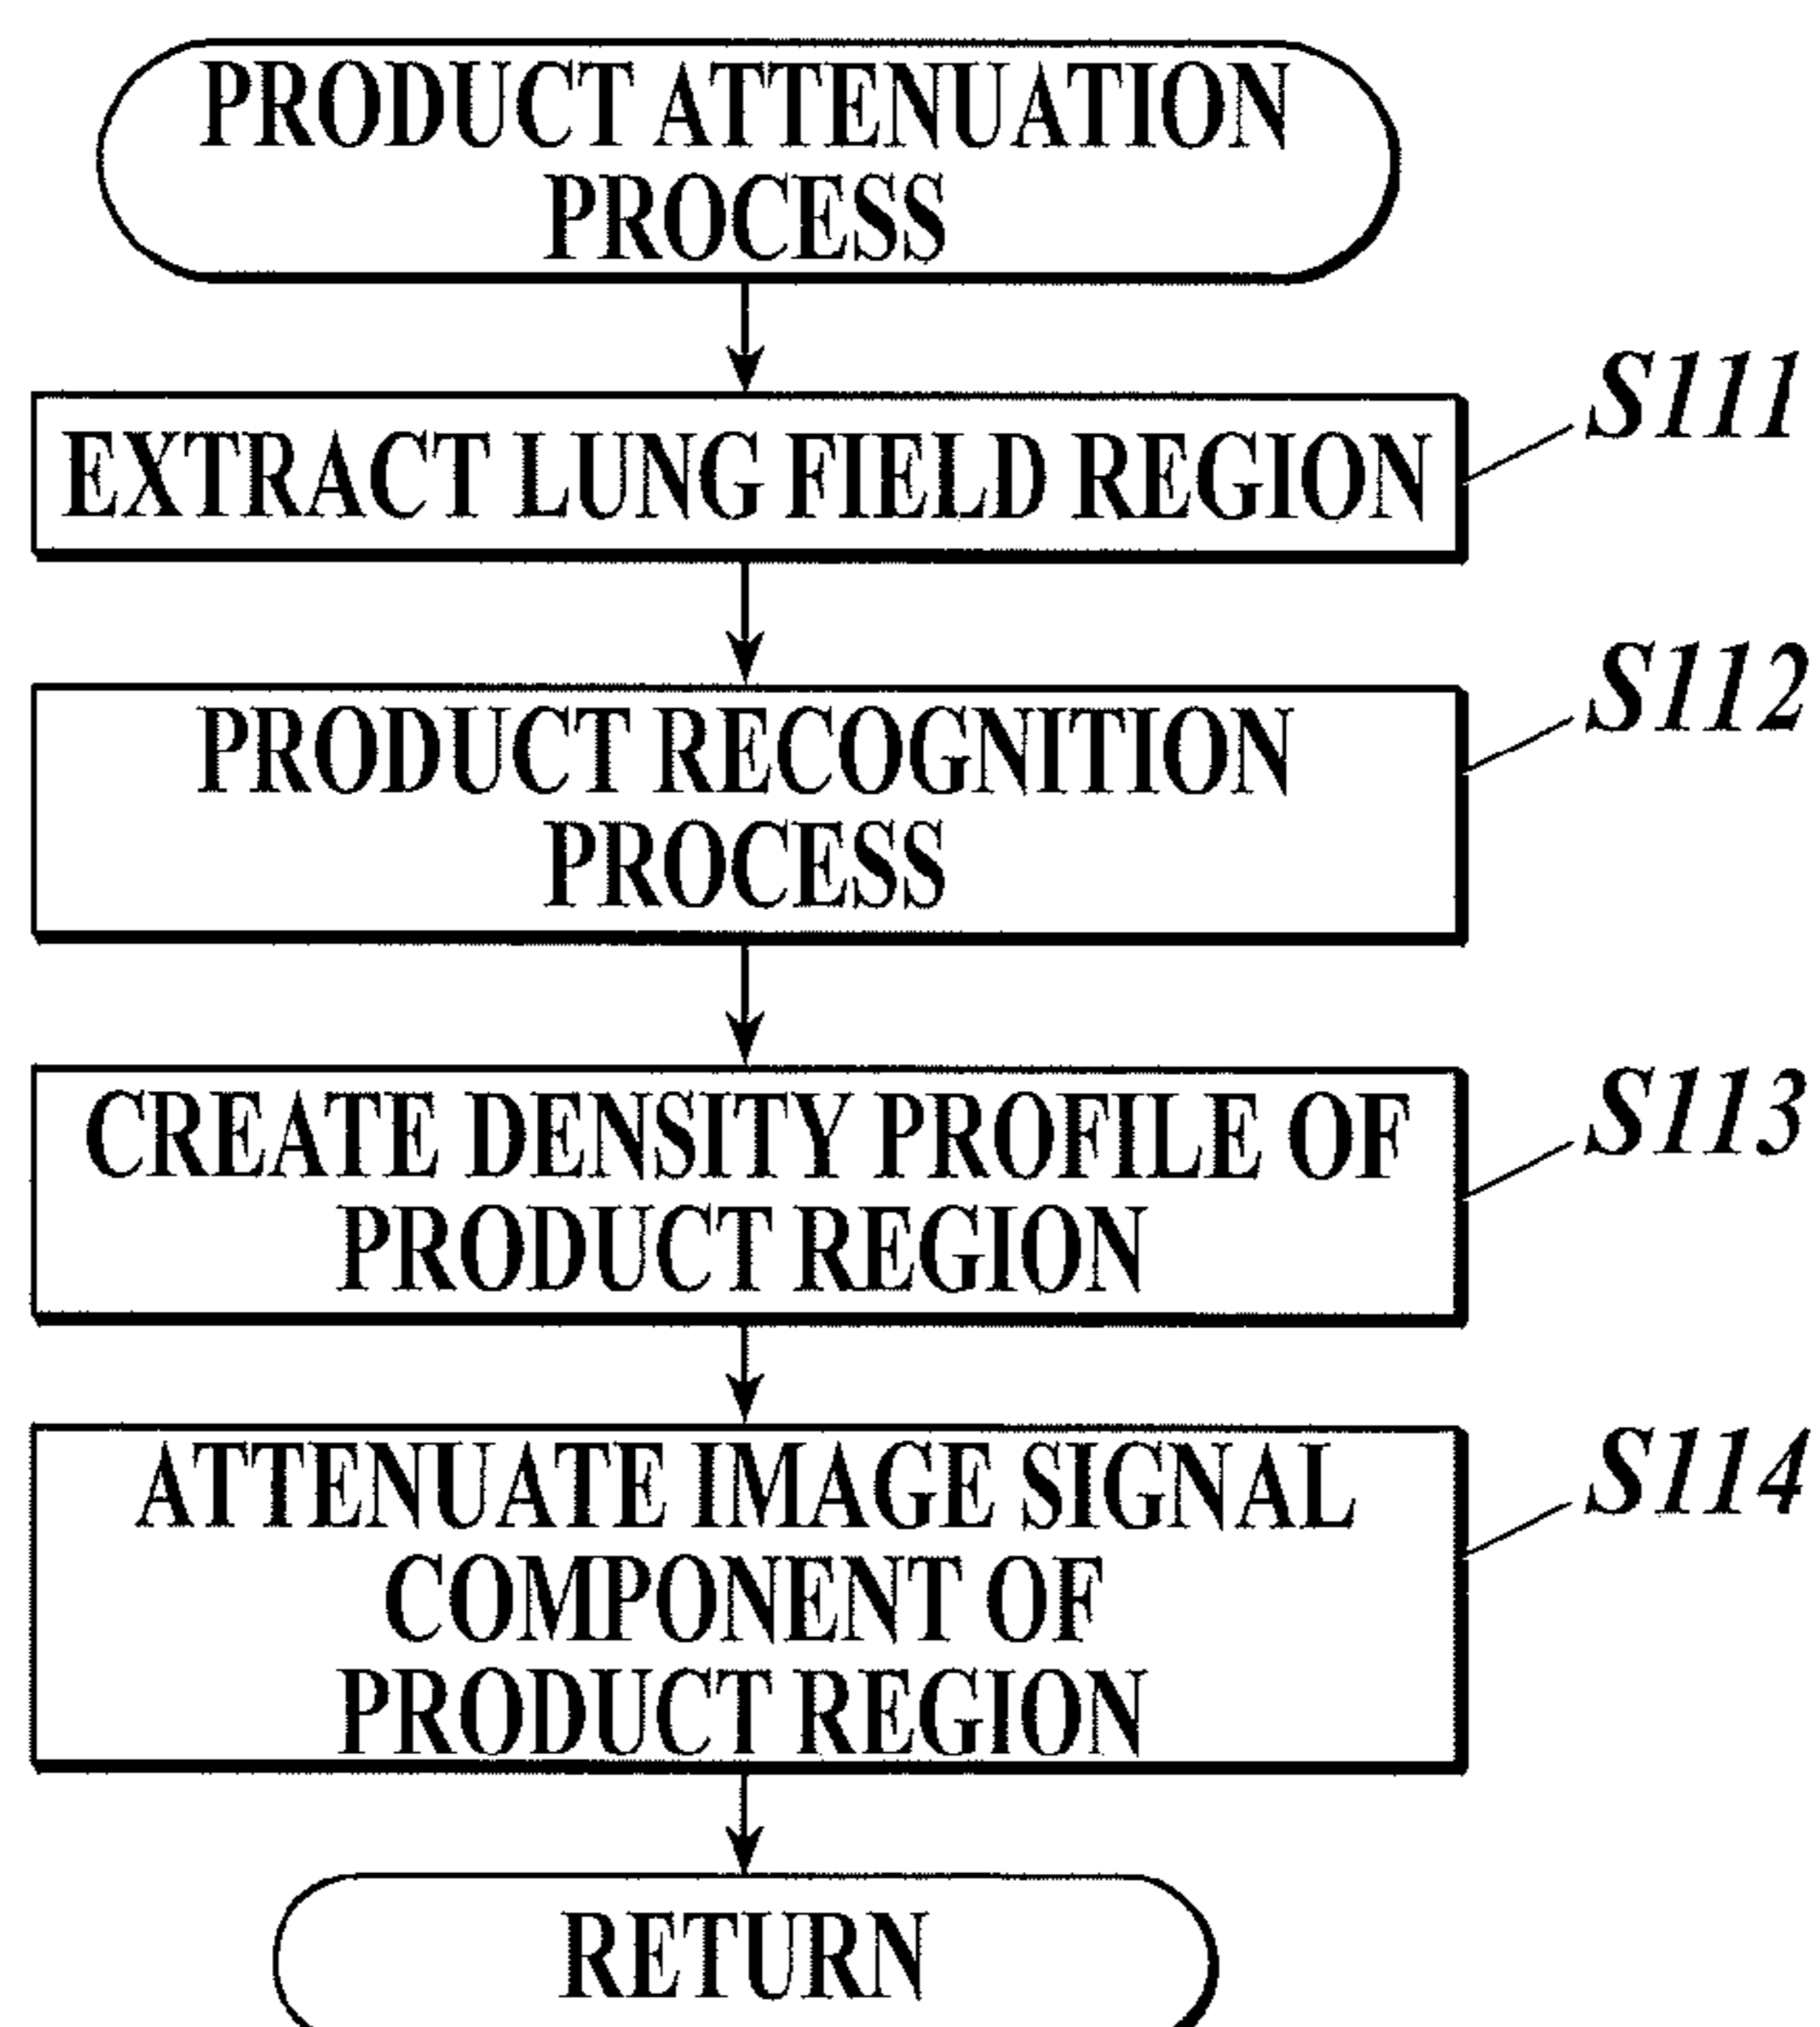 PRODUCT ATTENUATION
PROCESS
S111
EXTRACT LUNG FIELD REGION
S112
PRODUCT RECOGNITION
PROCESS
S113
CREATE DENSITY PROFILE OF
PRODUCT REGION
S114
ATTENUATE IMAGE SIGNAL
COMPONENT OF
PRODUCT REGION
RETURN